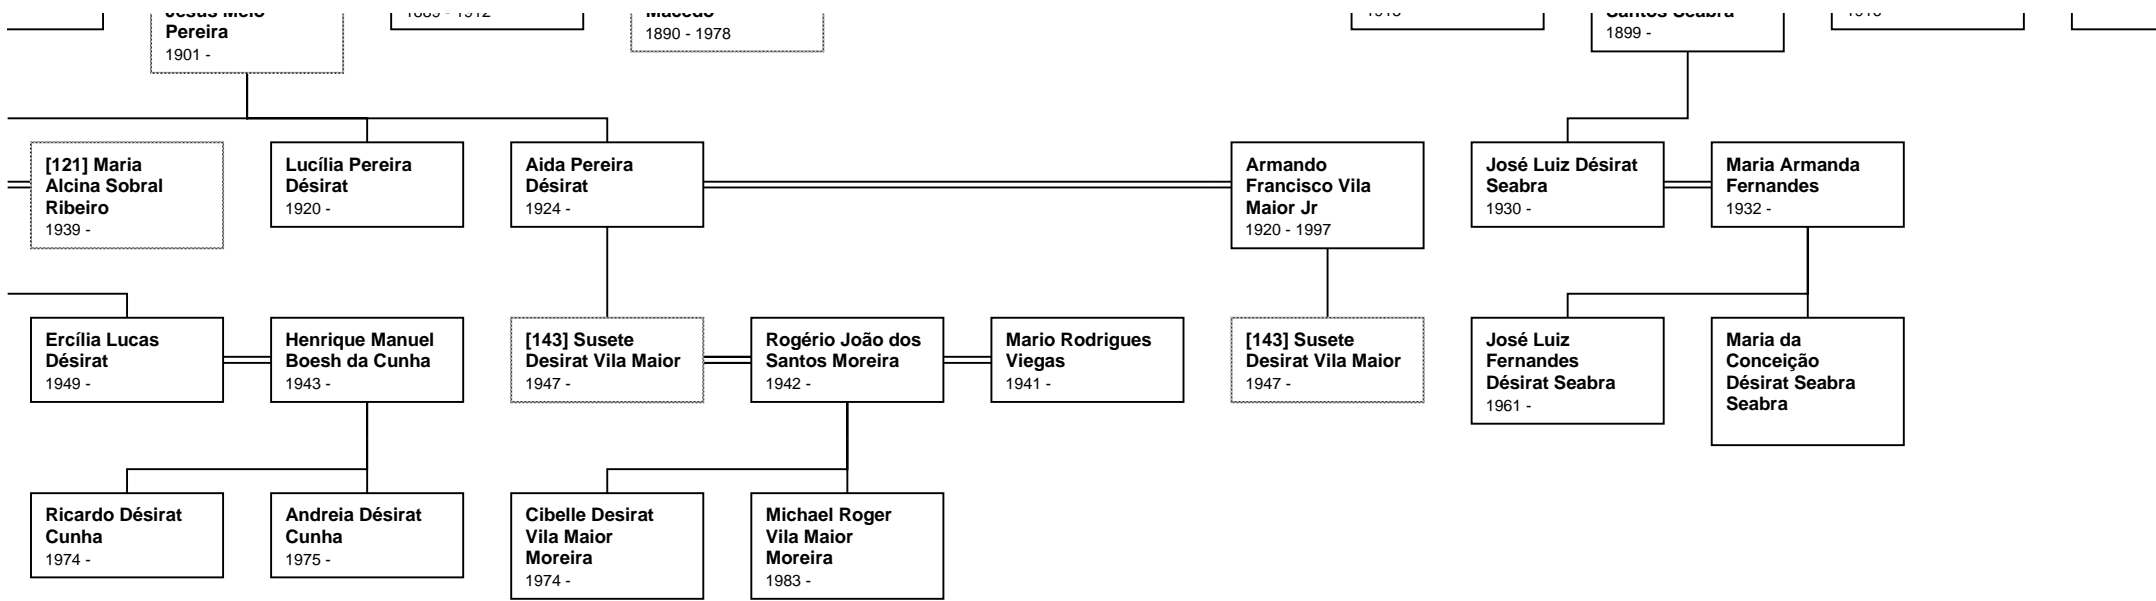 Pereira
1901 -
1890 - 1978
1899 -
[121] Maria
Alcina Sobral
Ribeiro
1939 -
Lucília Pereira
Désirat
1920 -
Aida Pereira
Désirat
1924 -
Armando
Francisco Vila
Maior Jr
1920 - 1997
José Luiz Désirat
Seabra
1930 -
Maria Armanda
Fernandes
1932 -
Ercília Lucas
Désirat
1949 -
Henrique Manuel
Boesh da Cunha
1943 -
[143] Susete
Desirat Vila Maior
1947 -
Rogério João dos
Santos Moreira
1942 -
Mario Rodrigues
Viegas
1941 -
[143] Susete
Desirat Vila Maior
1947 -
José Luiz
Fernandes
Désirat Seabra
1961 -
Maria da
Conceição
Désirat Seabra
Seabra
Ricardo Désirat
Cunha
1974 -
Andreia Désirat
Cunha
1975 -
Cibelle Desirat
Vila Maior
Moreira
1974 -
Michael Roger
Vila Maior
Moreira
1983 -